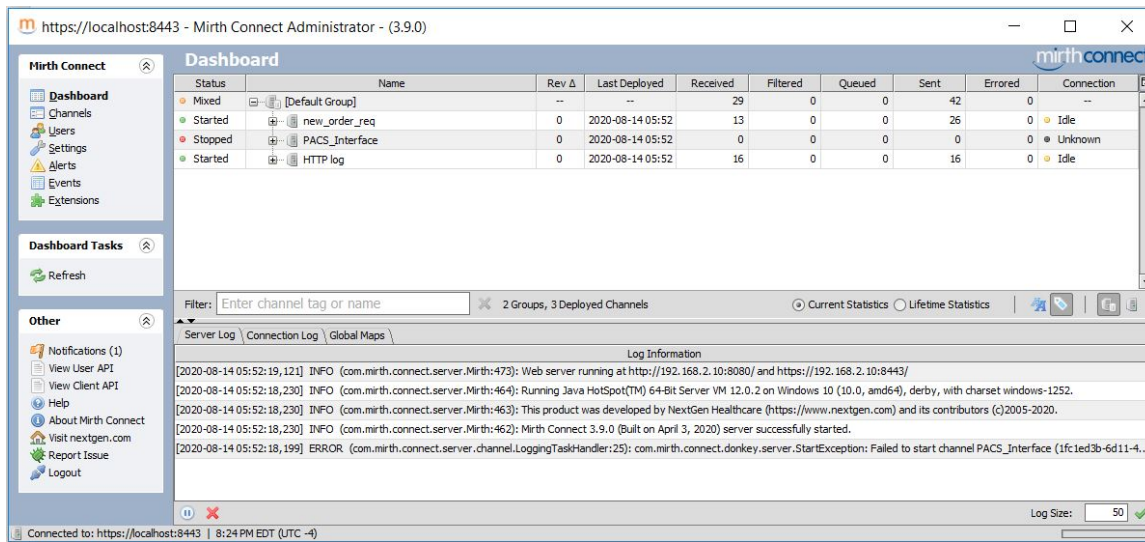 https://localhost:8443 - Mirth Connect Administrator - (3.9.0)
Mirth Connect
Dashboard
Channels
Users
Settings
Alerts
Events
Extensions
Dashboard Tasks
Refresh
Other
Notifications (1)
View User API
View Client API
Help
About Mirth Connect
Visit nextgen.com
Report Issue
Logout
Dashboard
mirth connect
Status Name Rev Δ Last Deployed Received Filtered Queued Sent Errored Connection
Mixed [Default Group] -- -- 29 0 0 42 0 --
Started new_order_req 0 2020-08-14 05:52 13 0 0 26 0 Idle
Stopped PACS_Interface 0 2020-08-14 05:52 0 0 0 0 0 Unknown
Started HTTP log 0 2020-08-14 05:52 16 0 0 16 0 Idle
Filter: Enter channel tag or name 2 Groups, 3 Deployed Channels Current Statistics Lifetime Statistics
Server Log Connection Log Global Maps
Log Information
[2020-08-14 05:52:19,121] INFO (com.mirth.connect.server.Mirth:473): Web server running at http://192.168.2.10:8080/ and https://192.168.2.10:8443/
[2020-08-14 05:52:18,230] INFO (com.mirth.connect.server.Mirth:464): Running Java HotSpot(TM) 64-Bit Server VM 12.0.2 on Windows 10 (10.0, amd64), derby, with charset windows-1252.
[2020-08-14 05:52:18,230] INFO (com.mirth.connect.server.Mirth:463): This product was developed by NextGen Healthcare (https://www.nextgen.com) and its contributors (c)2005-2020.
[2020-08-14 05:52:18,230] INFO (com.mirth.connect.server.Mirth:462): Mirth Connect 3.9.0 (Built on April 3, 2020) server successfully started.
[2020-08-14 05:52:18,199] ERROR (com.mirth.connect.server.channel.LoggingTaskHandler:25): com.mirth.connect.donkey.server.StartException: Failed to start channel PACS_Interface (1fc1ed3b-6d11-4...
Log Size: 50
Connected to: https://localhost:8443 | 8:24 PM EDT (UTC -4)